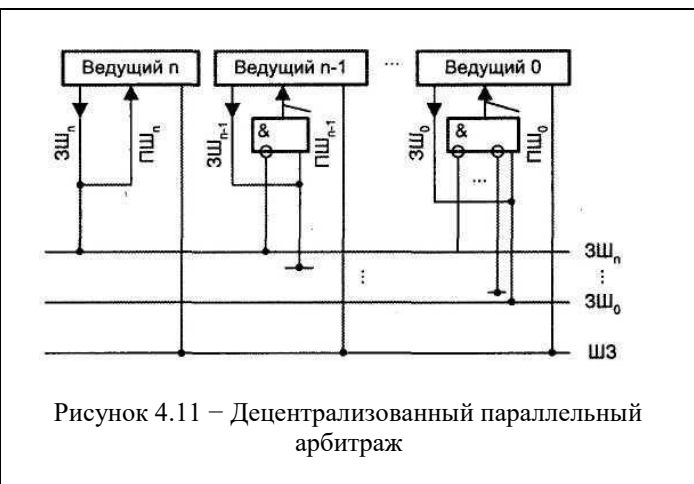 Ведущий n Ведущий n-1 ... Ведущий 0
ЗШn ПШn ЗШn-1 & ПШn-1 ЗШ0 & ПШ0
...
ЗШn
⋮ ⋮
ЗШ0
ШЗ
Рисунок 4.11 − Децентрализованный параллельный
арбитраж